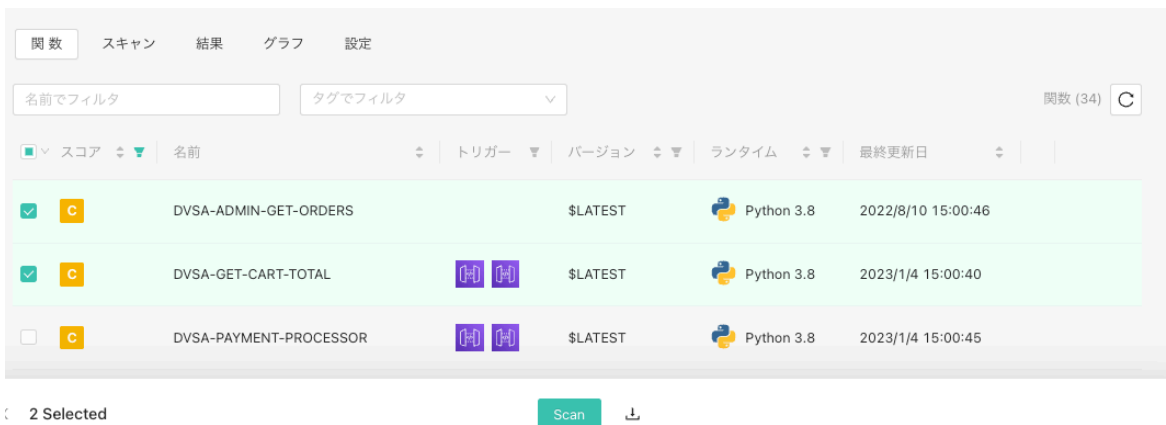 関数 スキャン 結果 グラフ 設定
名前でフィルタ タグでフィルタ 関数 (34)
スコア 名前 トリガー バージョン ランタイム 最終更新日
C DVSA-ADMIN-GET-ORDERS $LATEST Python 3.8 2022/8/10 15:00:46
C DVSA-GET-CART-TOTAL $LATEST Python 3.8 2023/1/4 15:00:40
C DVSA-PAYMENT-PROCESSOR $LATEST Python 3.8 2023/1/4 15:00:45
2 Selected Scan